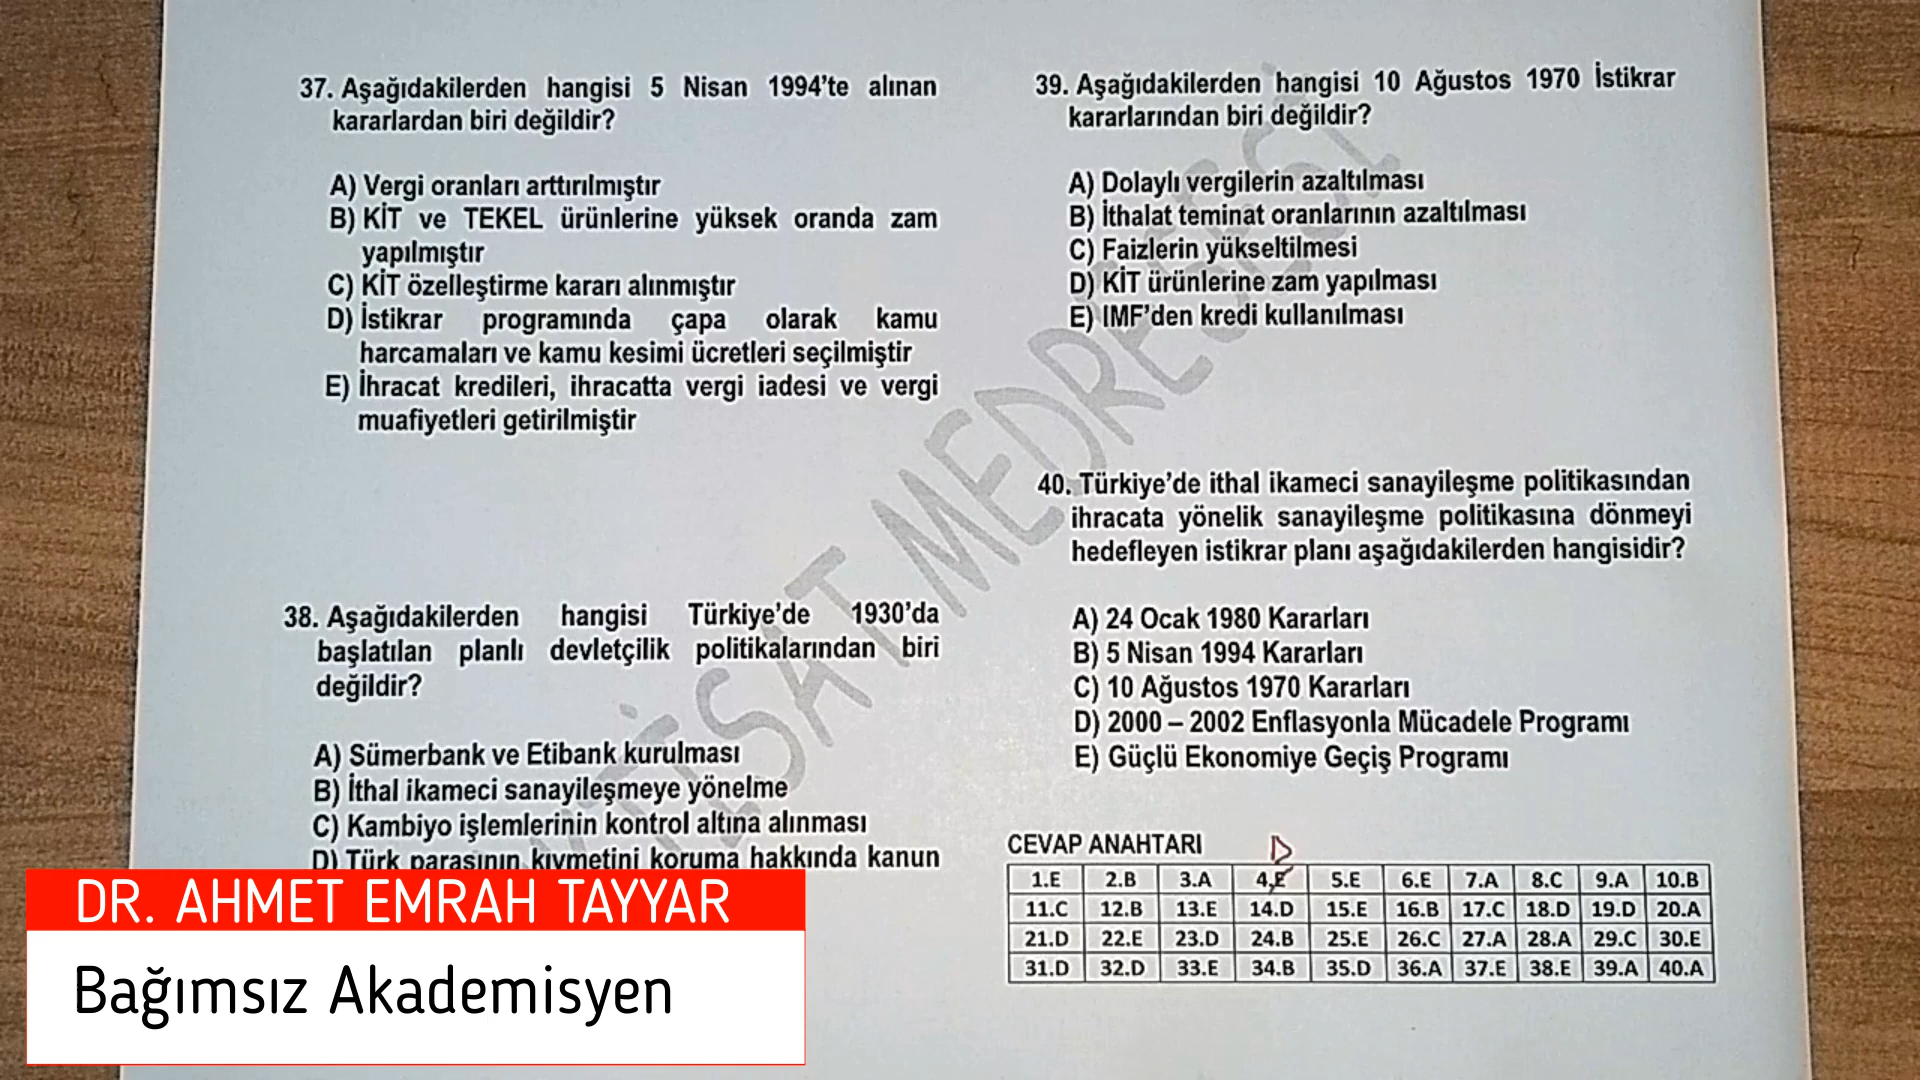 37. Aşağıdakilerden hangisi 5 Nisan 1994'te alınan
kararlardan biri değildir?
A) Vergi oranları arttırılmıştır
B) KİT ve TEKEL ürünlerine yüksek oranda zam
yapılmıştır
C) KİT özelleştirme kararı alınmıştır
D) İstikrar programında çapa olarak kamu
harcamaları ve kamu kesimi ücretleri seçilmiştir
E) İhracat kredileri, ihracatta vergi iadesi ve vergi
muafiyetleri getirilmiştir
38. Aşağıdakilerden hangisi Türkiye'de 1930'da
başlatılan planlı devletçilik politikalarından biri
değildir?
A) Sümerbank ve Etibank kurulması
B) İthal ikameci sanayileşmeye yönelme
C) Kambiyo işlemlerinin kontrol altına alınması
D) Türk parasının kıymetini koruma hakkında kanun
39. Aşağıdakilerden hangisi 10 Ağustos 1970 İstikrar
kararlarından biri değildir?
A) Dolaylı vergilerin azaltılması
B) İthalat teminat oranlarının azaltılması
C) Faizlerin yükseltilmesi
D) KİT ürünlerine zam yapılması
E) IMF'den kredi kullanılması
40. Türkiye'de ithal ikameci sanayileşme politikasından
ihracata yönelik sanayileşme politikasına dönmeyi
hedefleyen istikrar planı aşağıdakilerden hangisidir?
A) 24 Ocak 1980 Kararları
B) 5 Nisan 1994 Kararları
C) 10 Ağustos 1970 Kararları
D) 2000 – 2002 Enflasyonla Mücadele Programı
E) Güçlü Ekonomiye Geçiş Programı
CEVAP ANAHTARI D
1.E 2.B 3.A 4.E 5.E 6.E 7.A 8.C 9.A 10.B
11.C 12.B 13.E 14.D 15.E 16.B 17.C 18.D 19.D 20.A
21.D 22.E 23.D 24.B 25.E 26.C 27.A 28.A 29.C 30.E
31.D 32.D 33.E 34.B 35.D 36.A 37.E 38.E 39.A 40.A
MEDRESESİ
DR. AHMET EMRAH TAYYAR
Bağımsız Akademisyen